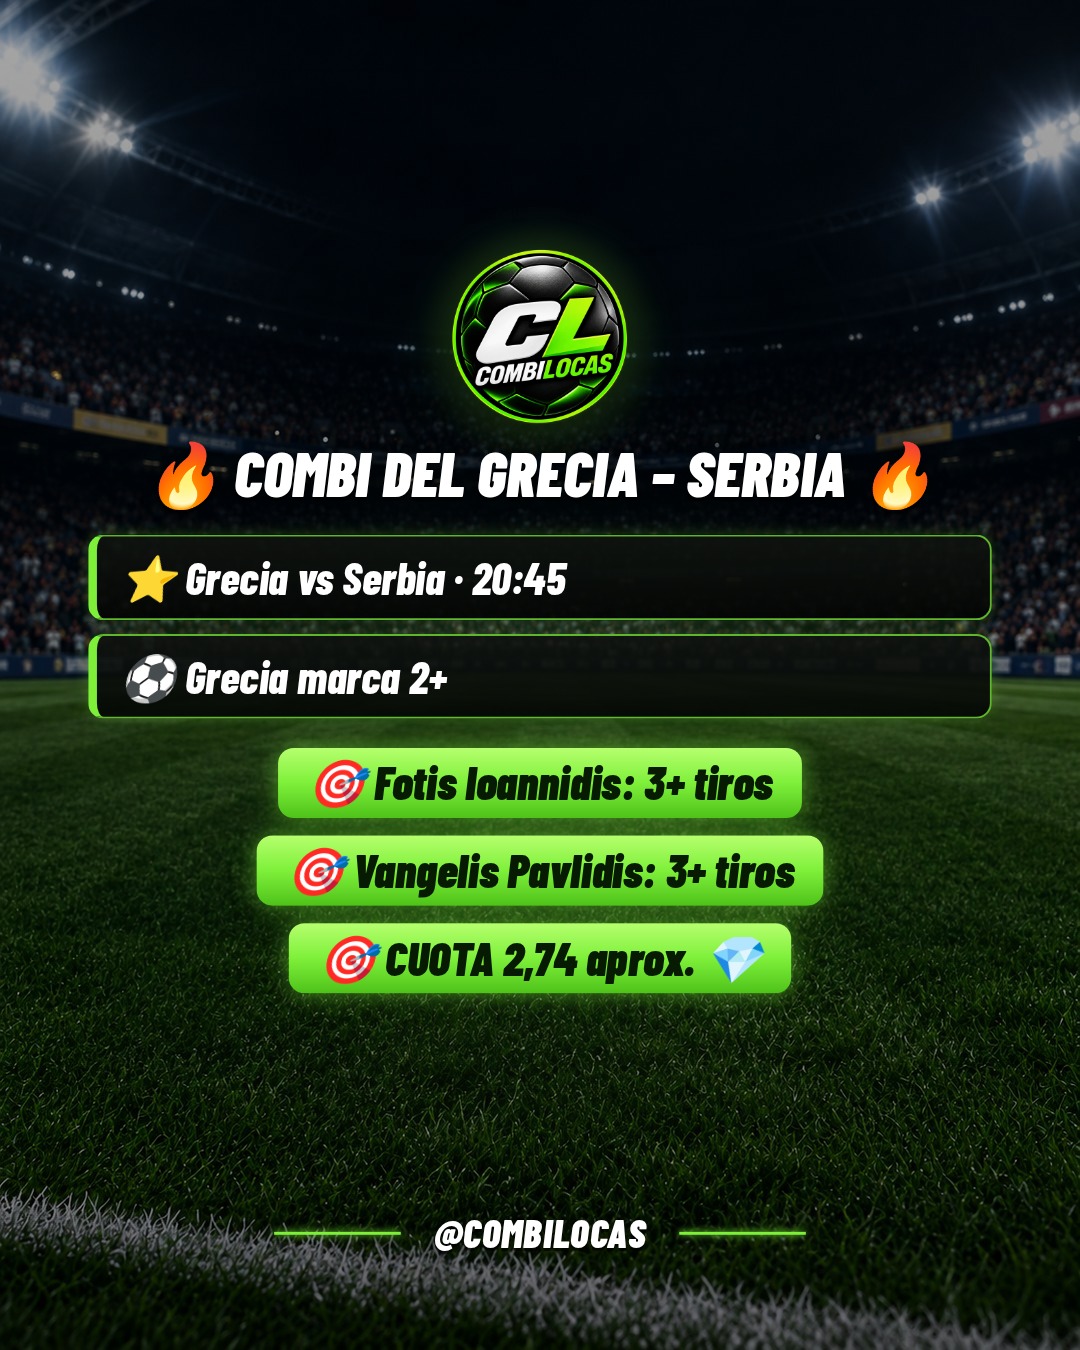 CL
COMBILOCAS
🔥 COMBI DEL GRECIA - SERBIA 🔥
⭐ Grecia vs Serbia · 20:45
⚽ Grecia marca 2+
🎯 Fotis Ioannidis: 3+ tiros
🎯 Vangelis Pavlidis: 3+ tiros
🎯 CUOTA 2,74 aprox. 💎
@COMBILOCAS